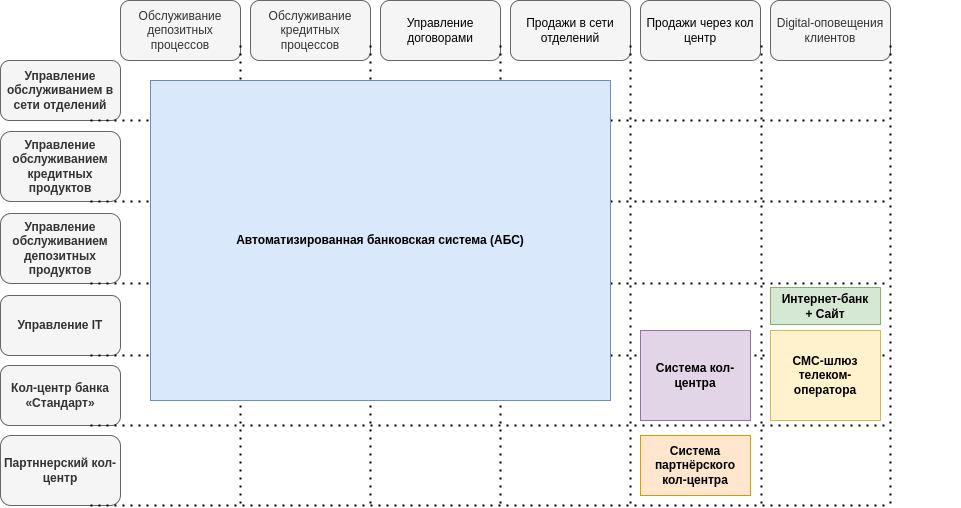 Обслуживание
депозитных
процессов
Обслуживание
кредитных
процессов
Управление
договорами
Продажи в сети
отделений
Продажи через кол
центр
Digital-оповещения
клиентов
Управление
обслуживанием в
сети отделений
Управление
обслуживанием
кредитных
продуктов
Управление
обслуживанием
депозитных
продуктов
Управление IT
Кол-центр банка
«Стандарт»
Партннерский кол-
центр
Автоматизированная банковская система (АБС)
Интернет-банк
+ Сайт
Система кол-
центра
СМС-шлюз
телеком-
оператора
Система
партнёрского
кол-центра